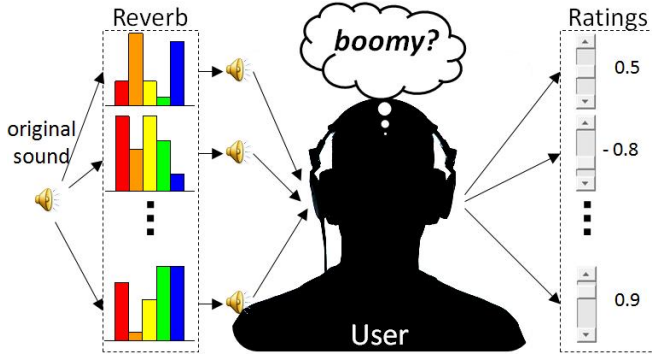 Reverb
Ratings
boomy?
original
sound
0.5
- 0.8
0.9
User